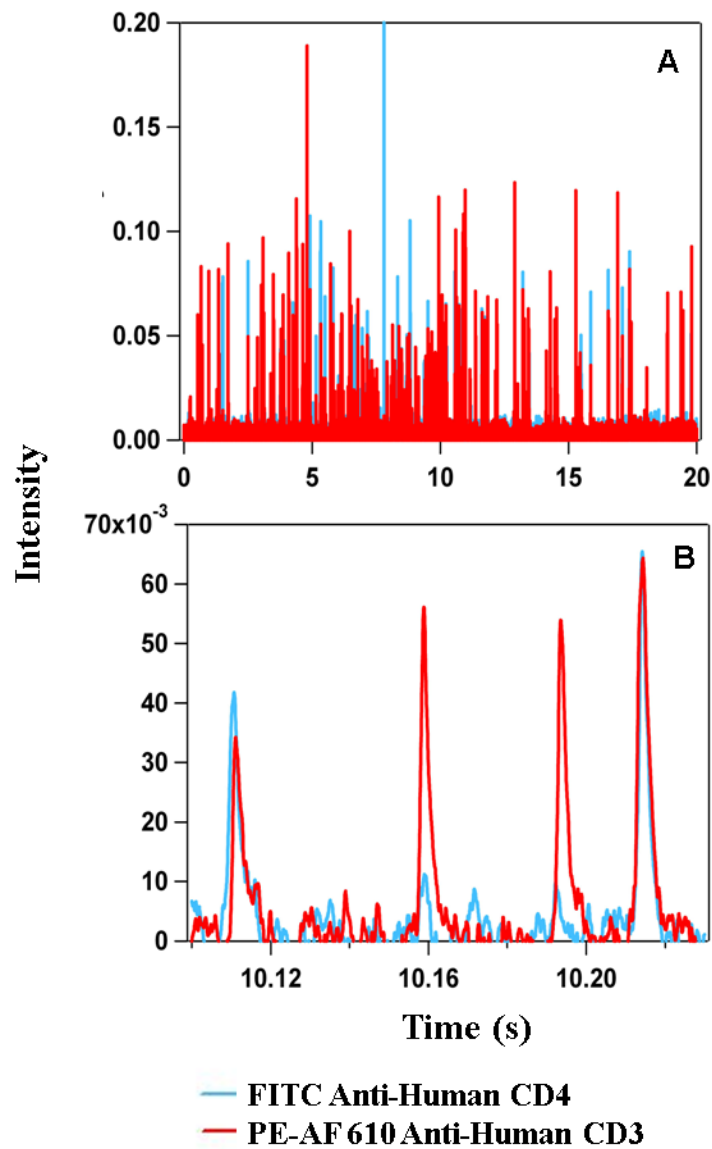 0.20
A
0.15
0.10
0.05
0.00
0 5 10 15 20
Intensity
70x10-3
B
60
50
40
30
20
10
0
10.12 10.16 10.20
Time (s)
FITC Anti-Human CD4
PE-AF 610 Anti-Human CD3